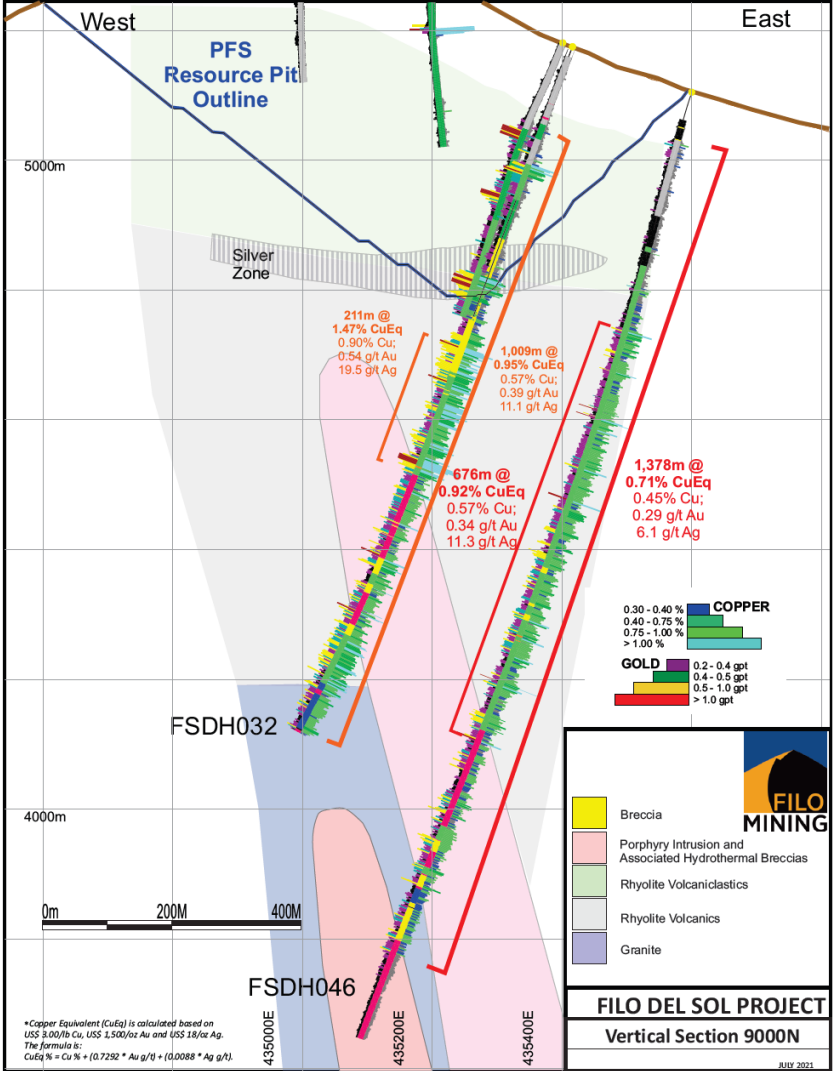 West
East
PFS
Resource Pit
Outline
5000m
Silver
Zone
211m @
1.47% CuEq
0.90% Cu;
0.54 g/t Au
19.5 g/t Ag
1,009m @
0.95% CuEq
0.57% Cu;
0.39 g/t Au
11.1 g/t Ag
676m @
0.92% CuEq
0.57% Cu;
0.34 g/t Au
11.3 g/t Ag
1,378m @
0.71% CuEq
0.45% Cu;
0.29 g/t Au
6.1 g/t Ag
COPPER
0.30 - 0.40 %
0.40 - 0.75 %
0.75 - 1.00 %
> 1.00 %
GOLD
0.2 - 0.4 gpt
0.4 - 0.5 gpt
0.5 - 1.0 gpt
> 1.0 gpt
FSDH032
4000m
FILO
MINING
Breccia
Porphyry Intrusion and
Associated Hydrothermal Breccias
Rhyolite Volcaniclastics
Rhyolite Volcanics
Granite
0m 200M 400M
FSDH046
435000E
435200E
435400E
*Copper Equivalent (CuEq) is calculated based on
US$ 3.00/lb Cu, US$ 1,500/oz Au and US$ 18/oz Ag.
The formula is:
CuEq % = Cu % + (0.7292 * Au g/t) + (0.0088 * Ag g/t).
FILO DEL SOL PROJECT
Vertical Section 9000N
JULY 2021